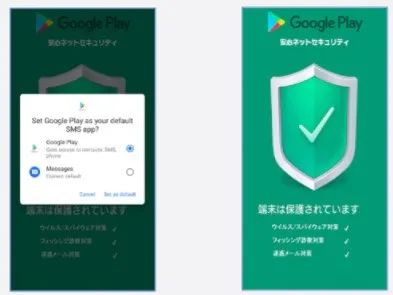 Google Play
安心ネットセキュリティ
Set Google Play as your default
SMS app?
Google Play
Gets access to contacts, SMS,
phone
Messages
Current default
Cancel
Set as default
端末は保護されています
ウイルス/スパイウェア対策 ✓
フィッシング詐欺対策 ✓
迷惑メール対策 ✓
Google Play
安心ネットセキュリティ
端末は保護されています
ウイルス/スパイウェア対策 ✓
フィッシング詐欺対策 ✓
迷惑メール対策 ✓